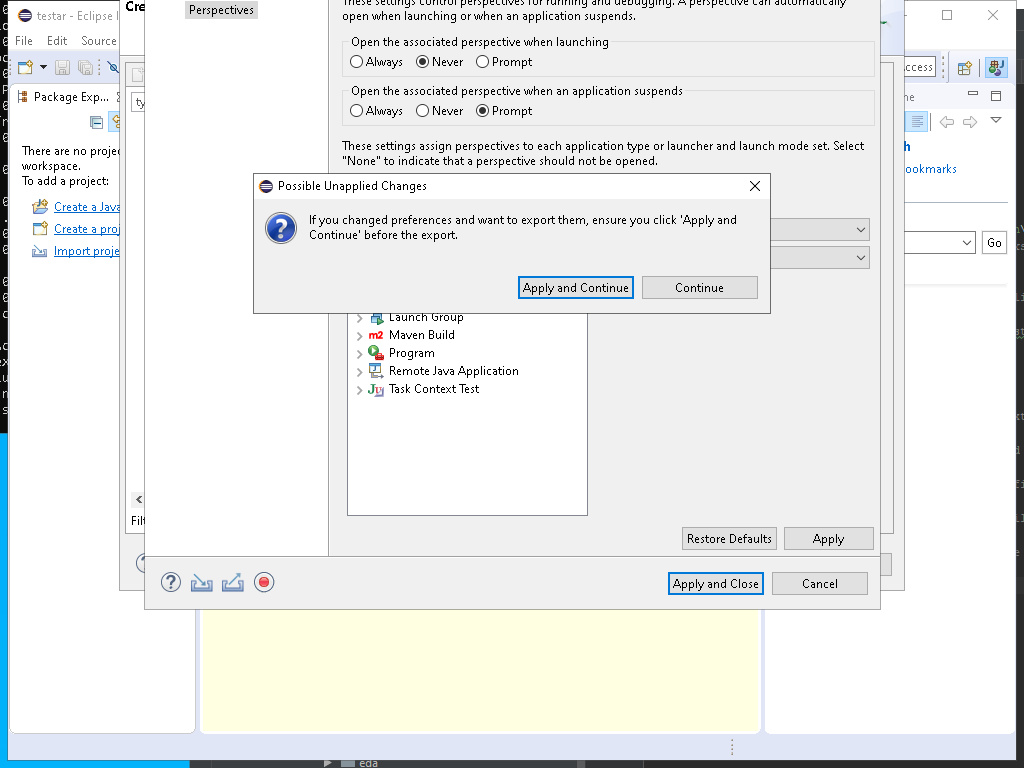 testar - Eclipse I
Cre
Perspectives
These settings control perspectives for running and debugging. A perspective can automatically
open when launching or when an application suspends.
File Edit Source
Open the associated perspective when launching
Always Never Prompt
Open the associated perspective when an application suspends
Always Never Prompt
These settings assign perspectives to each application type or launcher and launch mode set. Select
"None" to indicate that a perspective should not be opened.
Package Exp...
ty
There are no proje
workspace.
To add a project:
Create a Java
Create a proj
Import proje
Possible Unapplied Changes
If you changed preferences and want to export them, ensure you click 'Apply and
Continue' before the export.
Apply and Continue Continue
ccess
ne
h
ookmarks
Go
Launch Group
m2 Maven Build
Program
Remote Java Application
Ju Task Context Test
Filt
Restore Defaults Apply
Apply and Close Cancel
eda